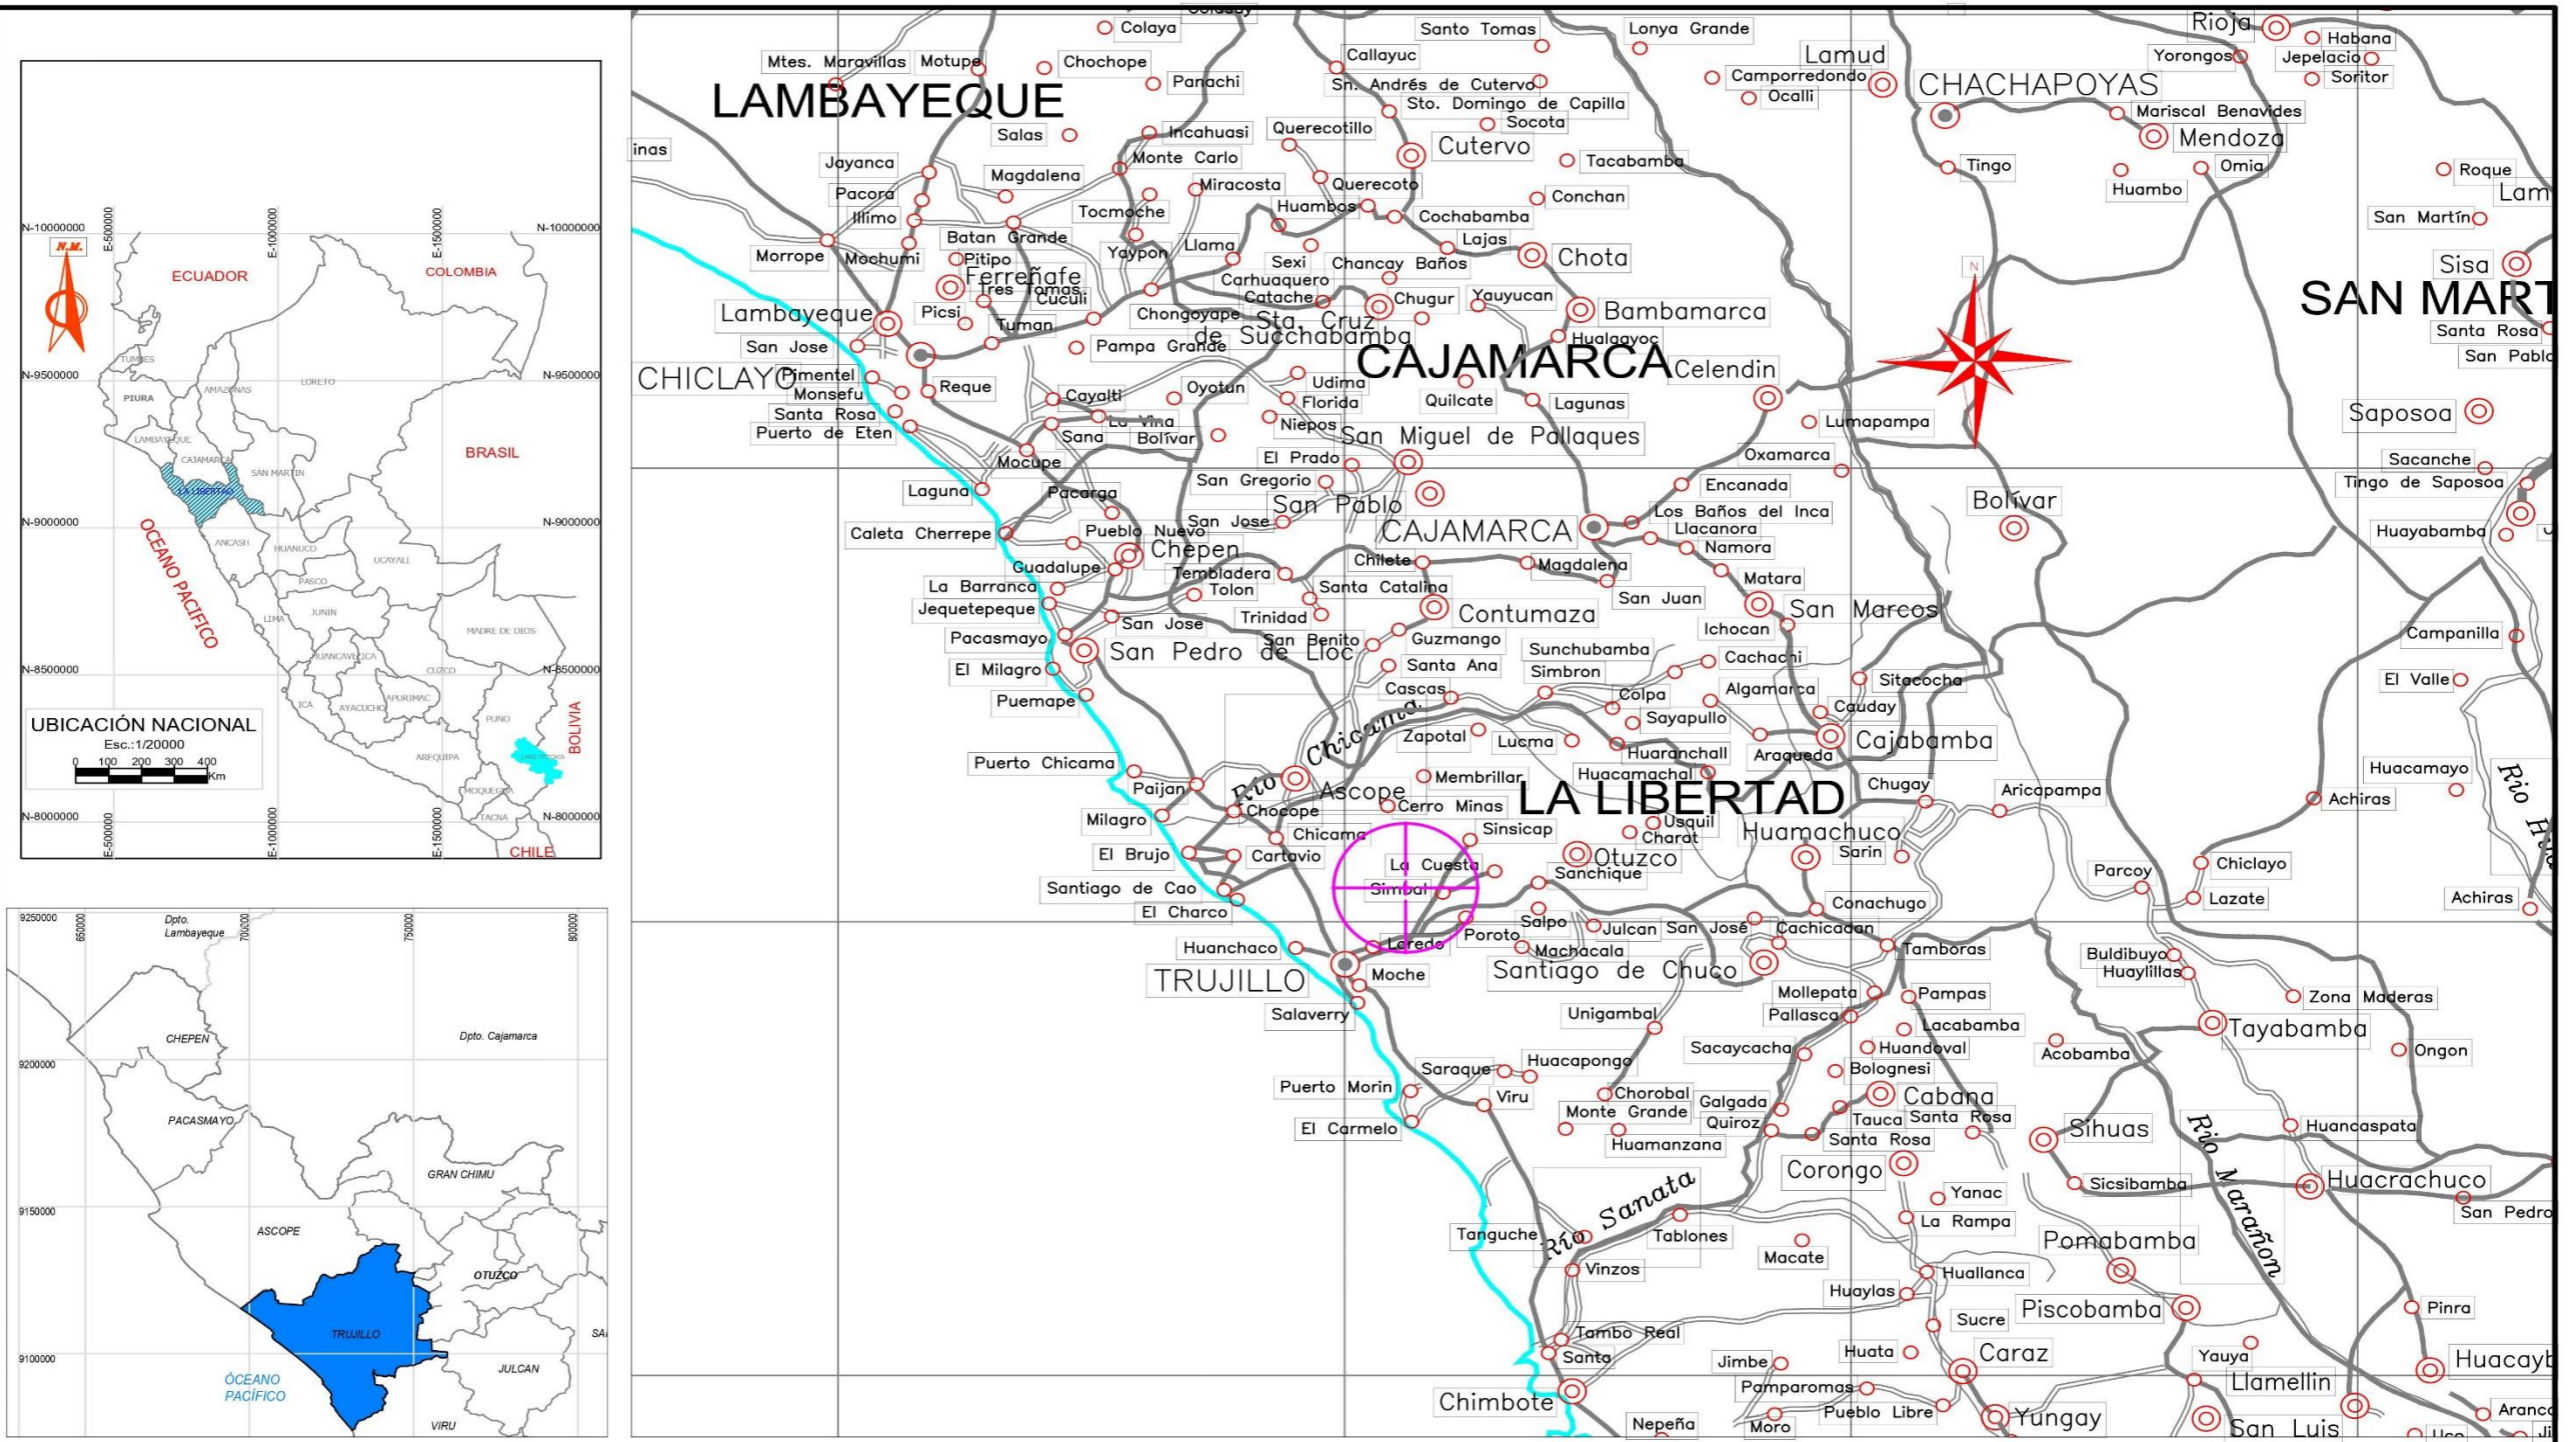 N.M.
N-10000000
E-500000
E-1000000
E-1500000
N-10000000
ECUADOR
COLOMBIA
TUMBES
N-9500000
AMAZONAS
LORETO
N-9500000
PIURA
LAMBAYEQUE
CAJAMARCA
SAN MARTIN
BRASIL
LA LIBERTAD
N-9000000
N-9000000
OCEANO PACIFICO
ANCASH
HUANUCO
UCAYALI
PASCO
JUNIN
LIMA
MADRE DE DIOS
HUANCAVELICA
CUZCO
N-8500000
N-8500000
APURIMAC
ICA
AYACUCHO
PUNO
BOLIVIA
UBICACIÓN NACIONAL
Esc.:1/20000
0 100 200 300 400
Km
AREQUIPA
MOQUEGUA
TACNA
N-8000000
N-8000000
E-500000
E-1000000
E-1500000
CHILE
9250000
650000
Dpto.
Lambayeque
700000
750000
800000
CHEPEN
Dpto. Cajamarca
9200000
PACASMAYO
GRAN CHIMU
9150000
ASCOPE
OTUZCO
TRUJILLO
9100000
JULCAN
ÓCEANO
PACÍFICO
VIRU
Colaya
Santo Tomas
Lonya Grande
Rioja
Habana
Mtes. Maravillas
Motupe
Chochope
Callayuc
Lamud
Yorongos
Jepelacio
LAMBAYEQUE
Panachi
Sn. Andrés de Cutervo
Camporredondo
CHACHAPOYAS
Soritor
Ocalli
Sto. Domingo de Capilla
Mariscal Benavides
Salas
Incahuasi
Querecotillo
Socota
Mendoza
inas
Cutervo
Jayanca
Monte Carlo
Tacabamba
Tingo
Omia
Roque
Magdalena
Miracosta
Querecoto
Huambo
Lam
Pacora
Conchan
Illimo
Tocmoche
Huambos
Cochabamba
San Martín
Batan Grande
Yaypon
Llama
Lajas
Morrope
Mochumi
Pitipo
Sexi
Chancay Baños
Chota
Sisa
Ferreñafe
Carhuaquero
N
Tres Tomas
Cuculi
Catache
Chugur
Yauyucan
SAN MART
Picsi
Lambayeque
Chongoyape
Sta. Cruz
de Succhabamba
Bambamarca
Tuman
Santa Rosa
San Jose
Pampa Grande
Hualgayoc
San Pablo
CAJAMARCA
Celendin
CHICLAYO
Pimentel
Reque
Oyotun
Udima
Monsefu
Cayalti
Florida
Quilcate
Lagunas
Saposoa
Santa Rosa
La Vina
Niepos
Lumapampa
Puerto de Eten
Sana
Bolívar
San Miguel de Pallaques
Mocupe
El Prado
Oxamarca
Sacanche
Laguna
Pacarga
San Gregorio
Encanada
Tingo de Saposoa
San Pablo
Bolívar
San Jose
Los Baños del Inca
Caleta Cherrepe
Pueblo Nuevo
CAJAMARCA
Llacanora
Huayabamba
Chepen
Namora
Guadalupe
Tembladera
Chilete
Magdalena
Matara
La Barranca
Tolon
Santa Catalina
San Juan
Jequetepeque
Trinidad
Contumaza
San Marcos
San Jose
Ichocan
Pacasmayo
San Benito
Guzmango
Campanilla
San Pedro de Lloc
Sunchubamba
Cachachi
El Milagro
Santa Ana
Simbron
Sitacocha
El Valle
Cascas
Colpa
Algamarca
Puemape
Río Chicama
Sayapullo
Cauday
Zapotal
Lucma
Huaranchall
Araqueda
Cajabamba
Puerto Chicama
Membrillar
Huacamachal
Huacamayo
Paijan
Ascope
Cerro Minas
LA LIBERTAD
Chugay
Aricapampa
Achiras
Milagro
Chocope
Chicama
Sinsicap
Usquil
Huamachuco
El Brujo
Cartavio
Charat
Otuzco
Sarin
Chiclayo
La Cuesta
Sanchique
Parcoy
Santiago de Cao
Simbal
Lazate
Achiras
El Charco
Conachugo
Salpo
Julcan
San José
Cachicadan
Huanchaco
Laredo
Poroto
Machacala
Tamboras
Buldibuyo
TRUJILLO
Moche
Santiago de Chuco
Huaylillas
Mollepata
Pampas
Zona Maderas
Salaverry
Unigambal
Pallasca
Lacabamba
Tayabamba
Sacaycacha
Huandoval
Acobamba
Ongon
Saraque
Huacapongo
Bolognesi
Puerto Morin
Viru
Chorobal
Galgada
Cabana
Monte Grande
Tauca
Santa Rosa
El Carmelo
Quiroz
Sihuas
Huancaspata
Huamanzana
Santa Rosa
Corongo
Sicsibamba
Rio Marañon
Huacrachuco
Río Sanata
Yanac
San Pedro
Tanguche
Tablones
La Rampa
Macate
Pomabamba
Vinzos
Huallanca
Huaylas
Piscobamba
Pinra
Sucre
Tambo Real
Santa
Jimbe
Huata
Caraz
Yauya
Chimbote
Pamparomas
Llamellin
Pueblo Libre
Nepeña
Moro
Yungay
San Luis